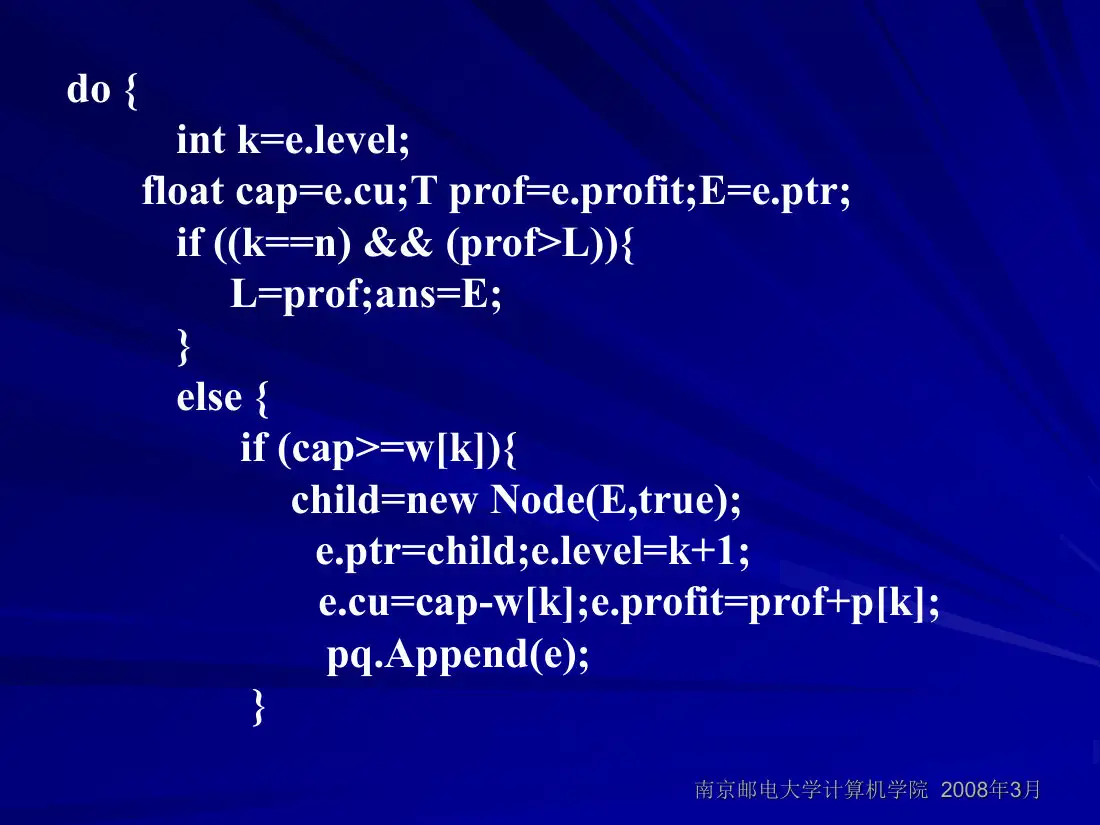 do {
int k=e.level;
float cap=e.cu;T prof=e.profit;E=e.ptr;
if ((k==n) && (prof>L)){
L=prof;ans=E;
}
else {
if (cap>=w[k]){
child=new Node(E,true);
e.ptr=child;e.level=k+1;
e.cu=cap-w[k];e.profit=prof+p[k];
pq.Append(e);
}
南京邮电大学计算机学院 2008年3月